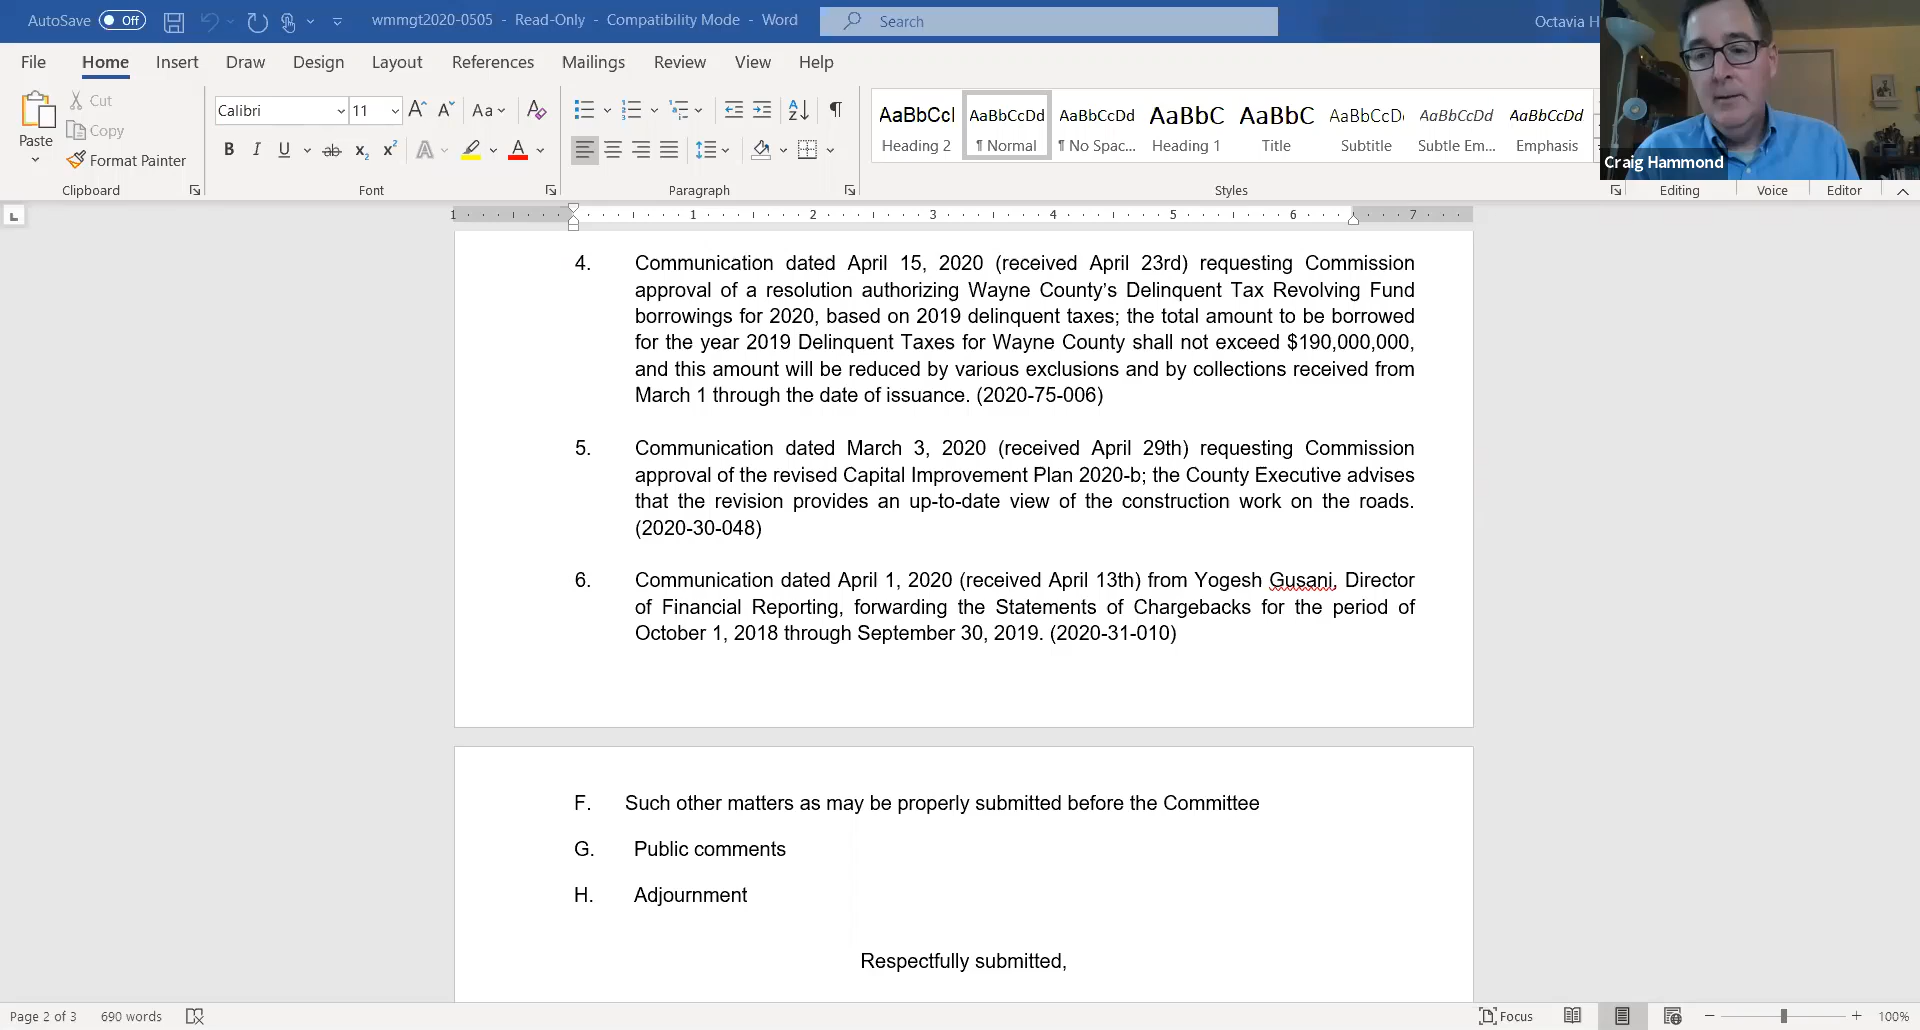 AutoSave Off wmmgt2020-0505 - Read-Only - Compatibility Mode - Word Search Octavia H
File Home Insert Draw Design Layout References Mailings Review View Help
Paste Cut Copy Format Painter
Calibri 11 Aa
B I U ab x2 x2 A A
AaBbCcI AaBbCcDd AaBbCcDd AaBbC AaBbC AaBbCcD AaBbCcDd AaBbCcDd
Heading 2 ¶ Normal ¶ No Spac... Heading 1 Title Subtitle Subtle Em... Emphasis
Craig Hammond
Clipboard Font Paragraph Styles Editing Voice Editor
1 1 2 3 4 5 6 7
4. Communication dated April 15, 2020 (received April 23rd) requesting Commission
approval of a resolution authorizing Wayne County’s Delinquent Tax Revolving Fund
borrowings for 2020, based on 2019 delinquent taxes; the total amount to be borrowed
for the year 2019 Delinquent Taxes for Wayne County shall not exceed $190,000,000,
and this amount will be reduced by various exclusions and by collections received from
March 1 through the date of issuance. (2020-75-006)
5. Communication dated March 3, 2020 (received April 29th) requesting Commission
approval of the revised Capital Improvement Plan 2020-b; the County Executive advises
that the revision provides an up-to-date view of the construction work on the roads.
(2020-30-048)
6. Communication dated April 1, 2020 (received April 13th) from Yogesh Gusani, Director
of Financial Reporting, forwarding the Statements of Chargebacks for the period of
October 1, 2018 through September 30, 2019. (2020-31-010)
F. Such other matters as may be properly submitted before the Committee
G. Public comments
H. Adjournment
Respectfully submitted,
Page 2 of 3 690 words Focus 100%